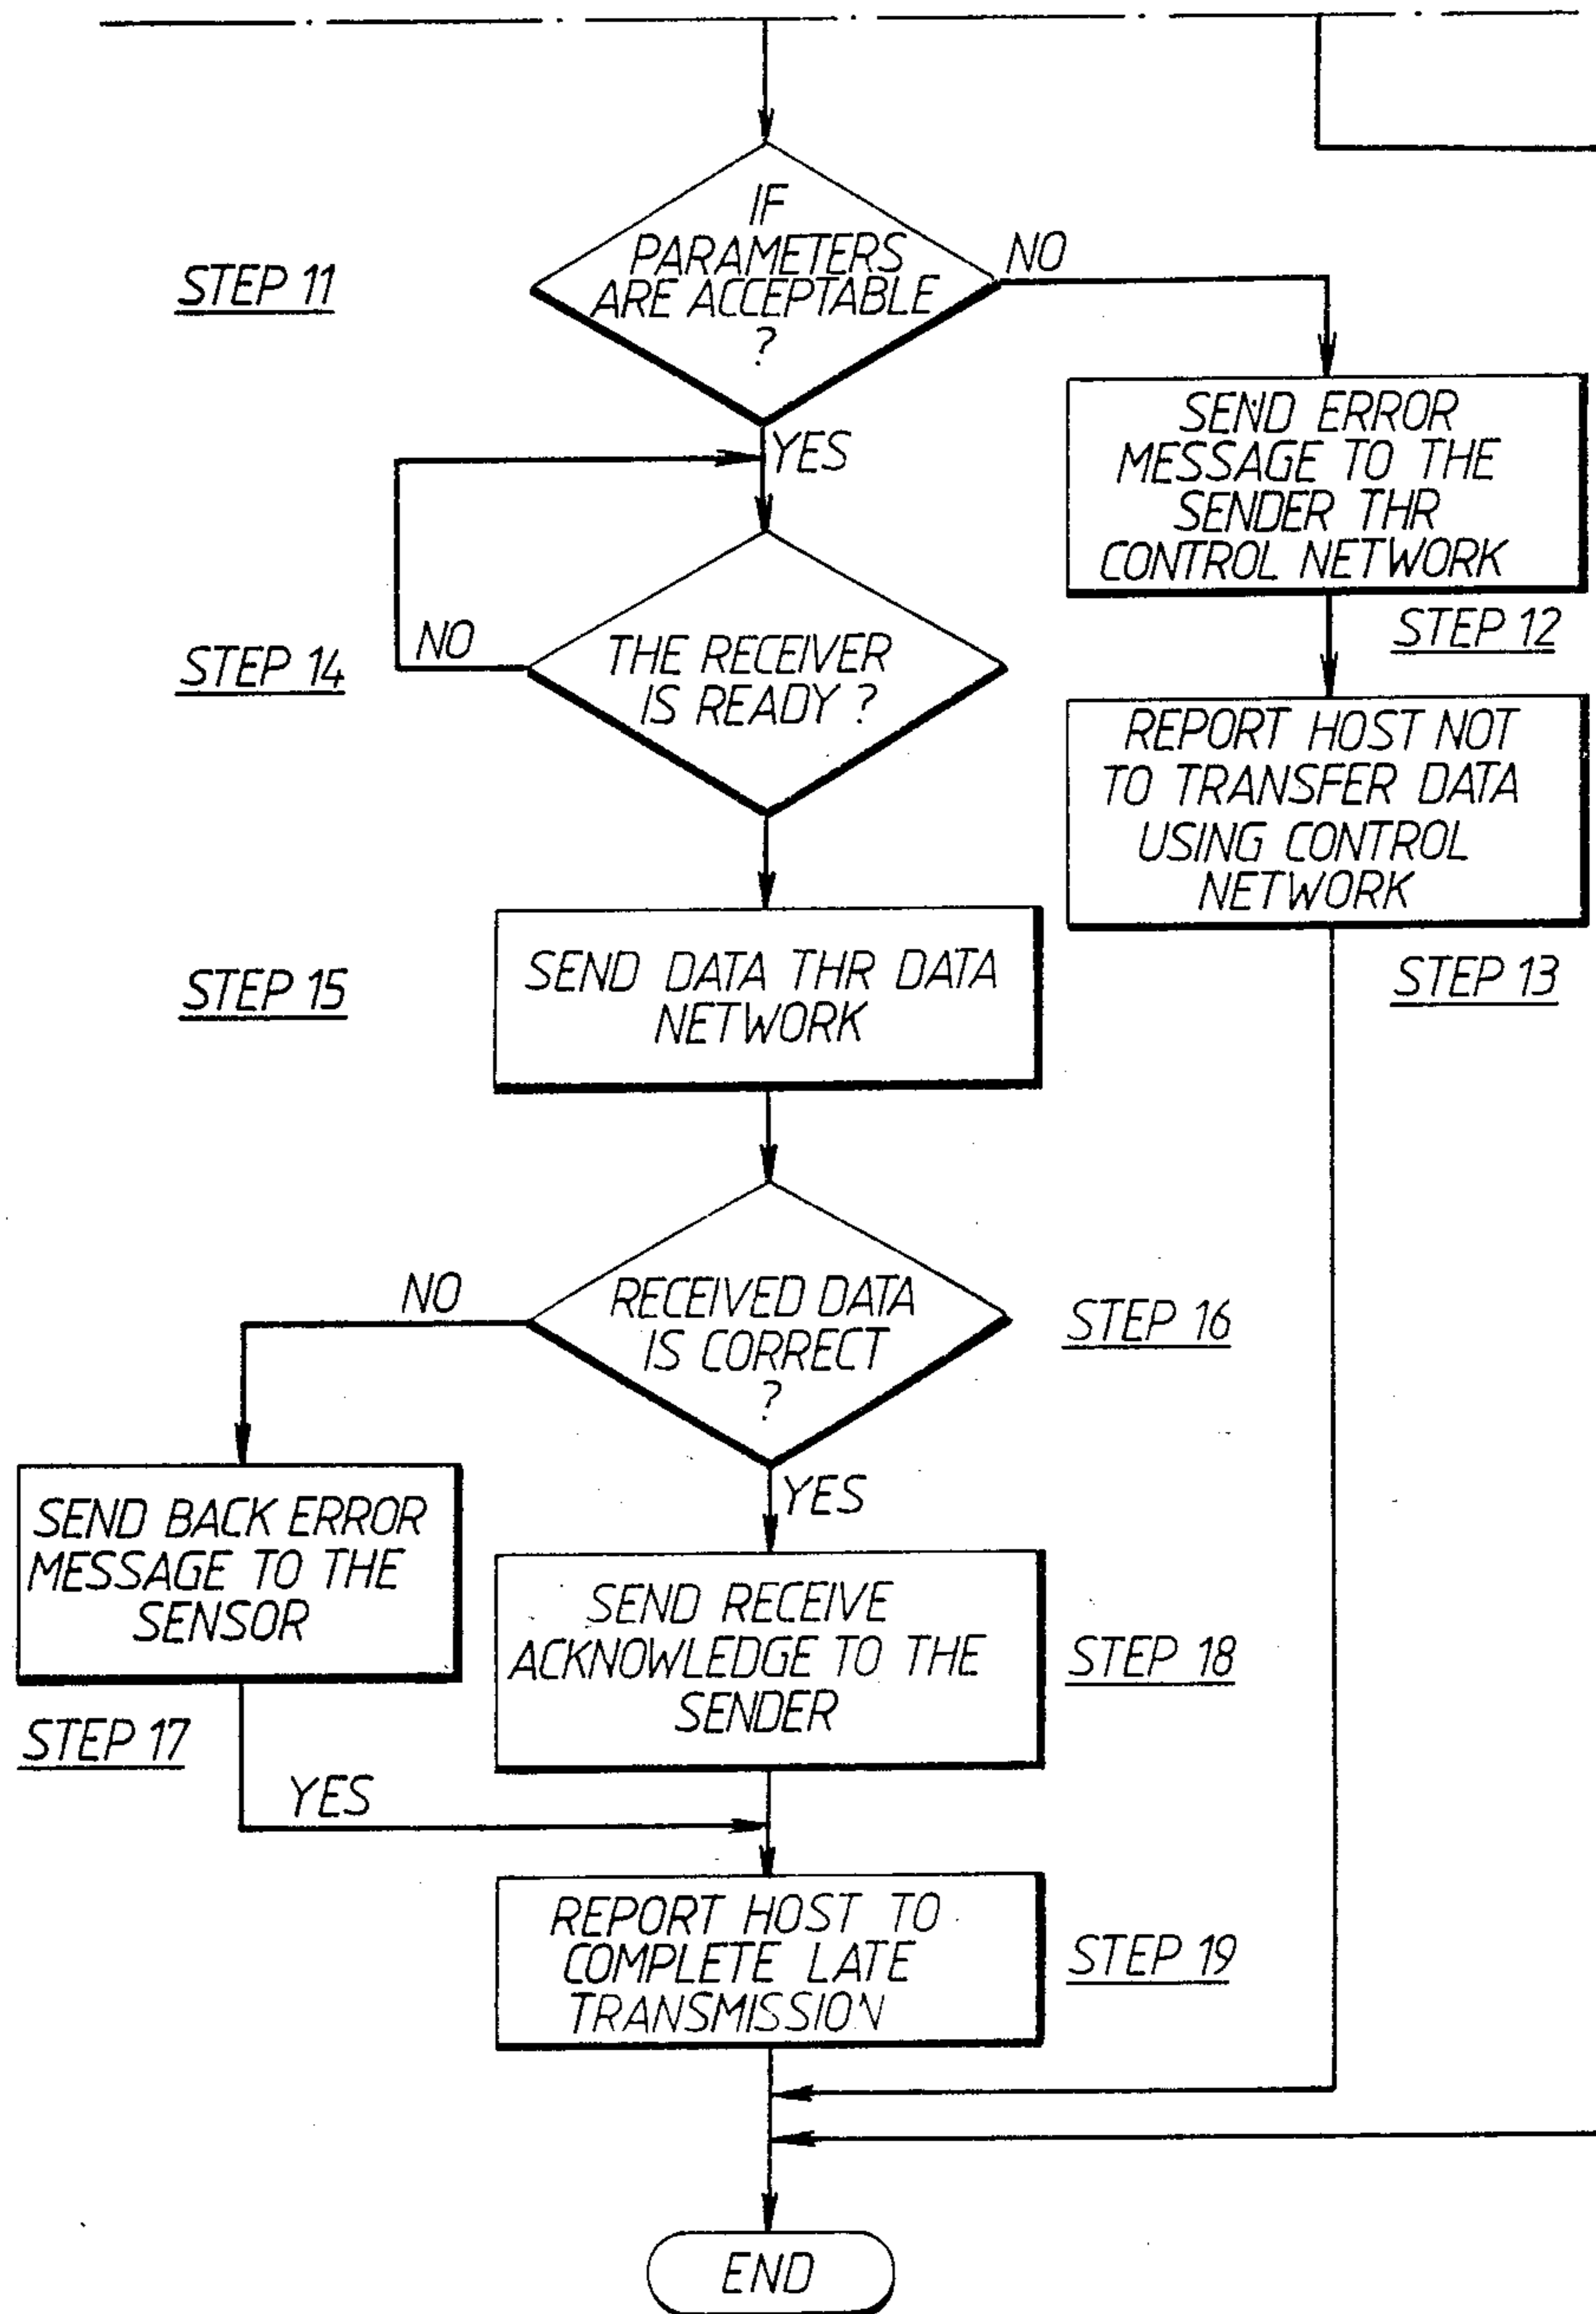 IF
PARAMETERS
ARE ACCEPTABLE
?
NO
STEP 11
SEND ERROR
MESSAGE TO THE
SENDER THR
CONTROL NETWORK
STEP 12
YES
NO
STEP 14
THE RECEIVER
IS READY ?
REPORT HOST NOT
TO TRANSFER DATA
USING CONTROL
NETWORK
STEP 13
STEP 15
SEND DATA THR DATA
NETWORK
NO
RECEIVED DATA
IS CORRECT
?
STEP 16
YES
SEND BACK ERROR
MESSAGE TO THE
SENSOR
STEP 17
SEND RECEIVE
ACKNOWLEDGE TO THE
SENDER
STEP 18
YES
REPORT HOST TO
COMPLETE LATE
TRANSMISSION
STEP 19
END